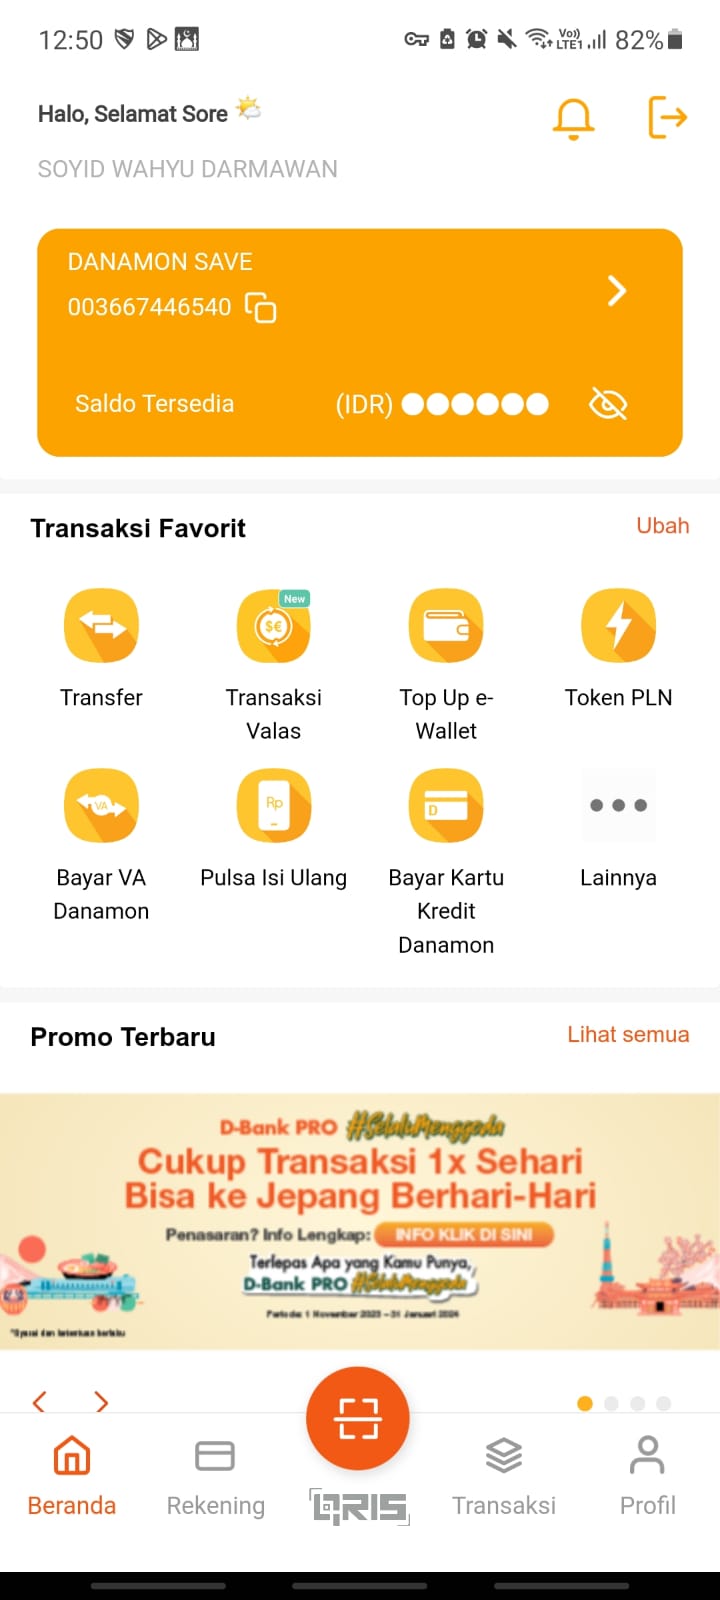 12:50
Vo))
LTE1
82%
Halo, Selamat Sore
SOYID WAHYU DARMAWAN
DANAMON SAVE
003667446540
Saldo Tersedia (IDR)
Transaksi Favorit Ubah
New
$€
Transfer
Transaksi
Valas
Top Up e-
Wallet
Token PLN
VA
Rp
D
Bayar VA
Danamon
Pulsa Isi Ulang
Bayar Kartu
Kredit
Danamon
Lainnya
Promo Terbaru Lihat semua
D-Bank PRO #SelaluMenggoda
Cukup Transaksi 1x Sehari
Bisa ke Jepang Berhari-Hari
Penasaran? Info Lengkap: INFO KLIK DI SINI
Terlepas Apa yang Kamu Punya,
D-Bank PRO #SelaluMenggoda
Periode: 1 November 2023 – 31 Januari 2024
*Syarat dan ketentuan berlaku
Beranda
Rekening
QRIS
Transaksi
Profil